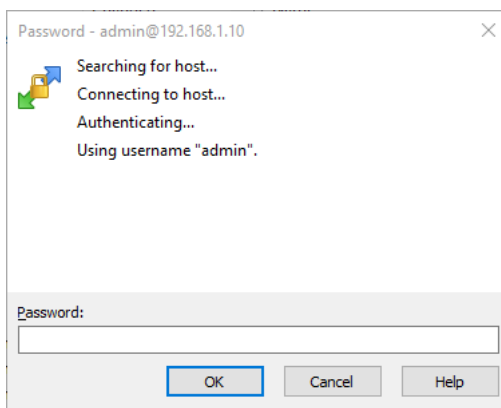 Password - admin@192.168.1.10
Searching for host...
Connecting to host...
Authenticating...
Using username "admin".
Password:
OK
Cancel
Help